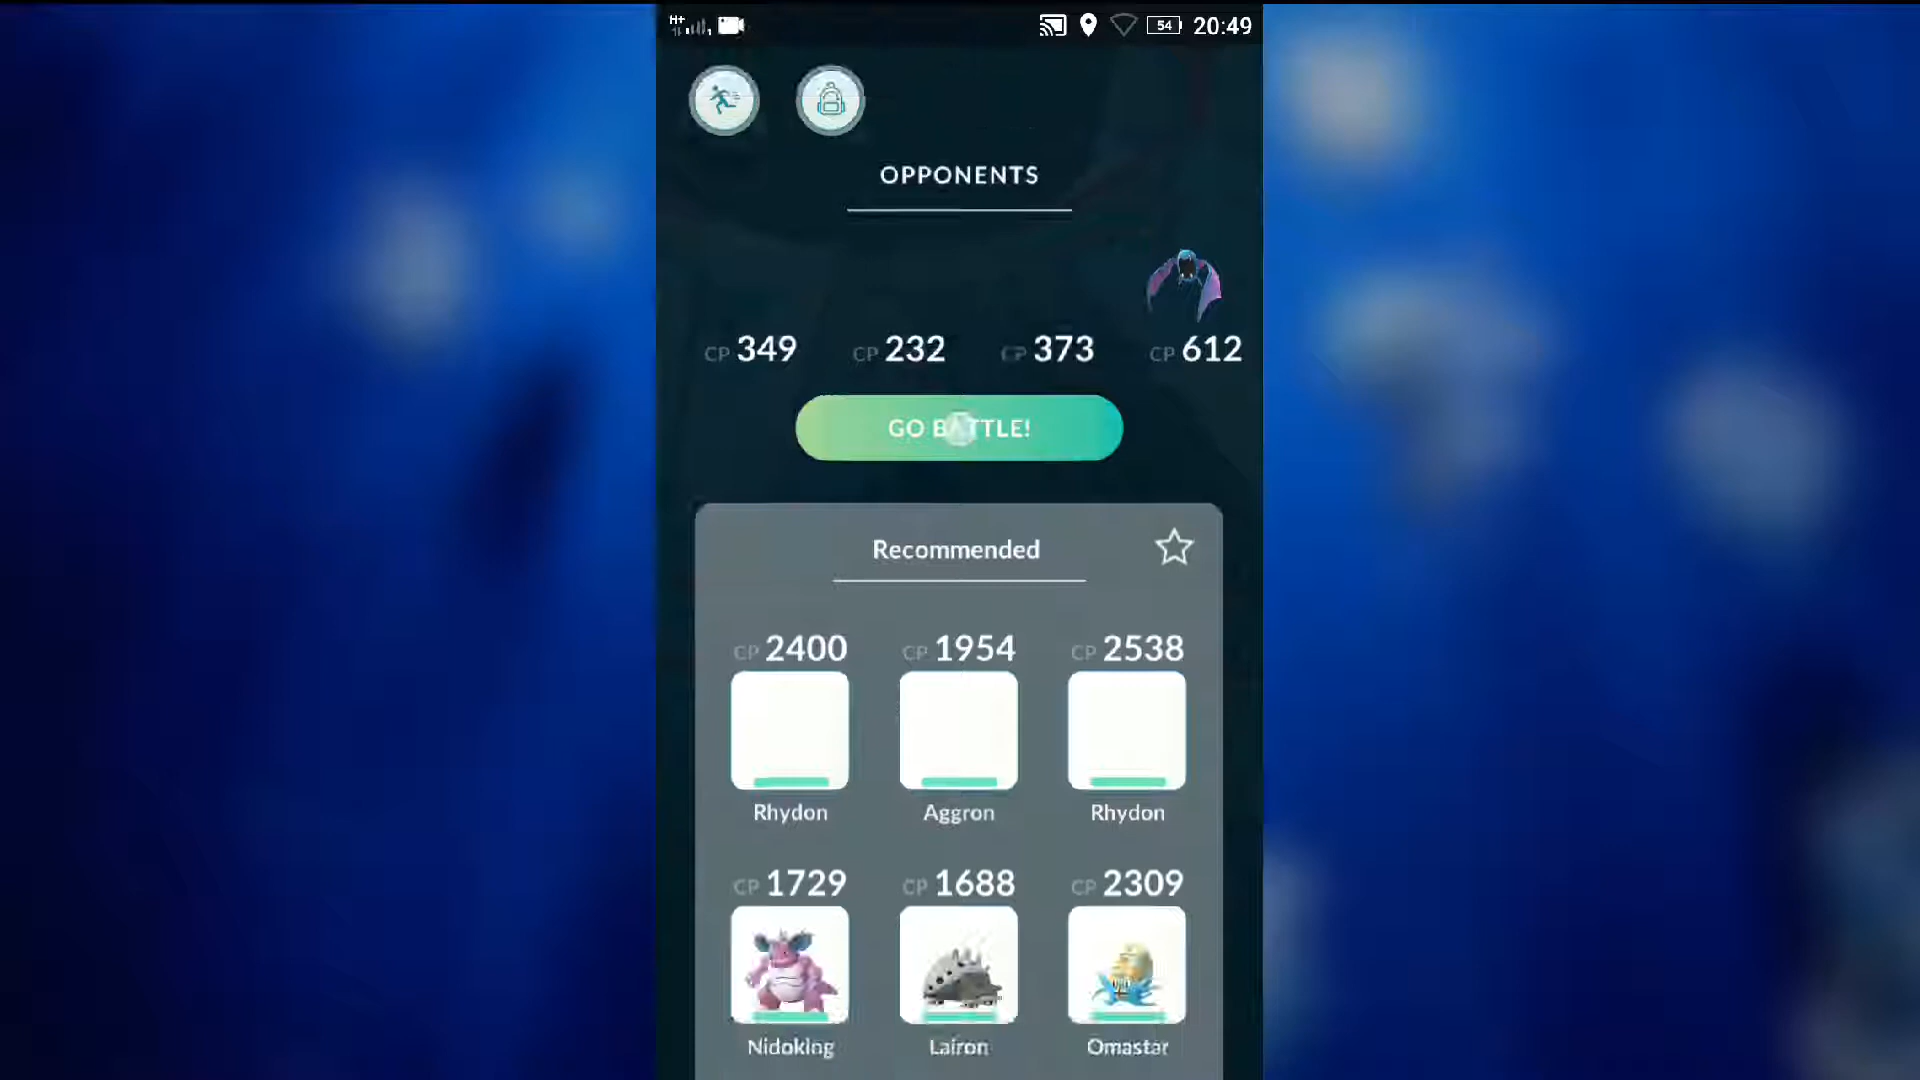 H+ 54 20:49
OPPONENTS
CP 349 CP 232 CP 373 CP 612
GO BATTLE!
Recommended
CP 2400 CP 1954 CP 2538
Rhydon Aggron Rhydon
CP 1729 CP 1688 CP 2309
Nidoking Lairon Omastar